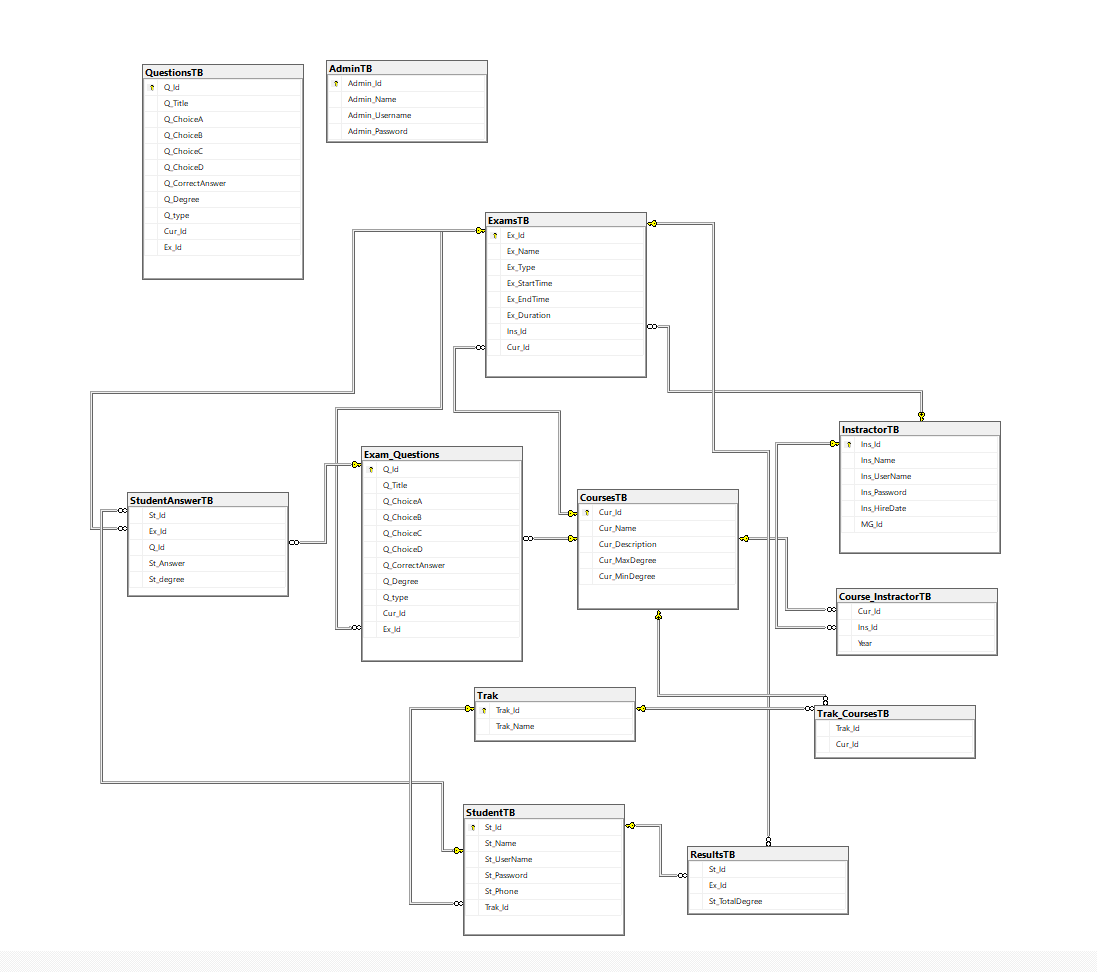 QuestionsTB
Q_Id
Q_Title
Q_ChoiceA
Q_ChoiceB
Q_ChoiceC
Q_ChoiceD
Q_CorrectAnswer
Q_Degree
Q_type
Cur_Id
Ex_Id
AdminTB
Admin_Id
Admin_Name
Admin_Username
Admin_Password
ExamsTB
Ex_Id
Ex_Name
Ex_Type
Ex_StartTime
Ex_EndTime
Ex_Duration
Ins_Id
Cur_Id
InstractorTB
Ins_Id
Ins_Name
Ins_UserName
Ins_Password
Ins_HireDate
MG_Id
Exam_Questions
Q_Id
Q_Title
Q_ChoiceA
Q_ChoiceB
Q_ChoiceC
Q_ChoiceD
Q_CorrectAnswer
Q_Degree
Q_type
Cur_Id
Ex_Id
StudentAnswerTB
St_Id
Ex_Id
Q_Id
St_Answer
St_degree
CoursesTB
Cur_Id
Cur_Name
Cur_Description
Cur_MaxDegree
Cur_MinDegree
Course_InstractorTB
Cur_Id
Ins_Id
Year
Trak
Trak_Id
Trak_Name
Trak_CoursesTB
Trak_Id
Cur_Id
StudentTB
St_Id
St_Name
St_UserName
St_Password
St_Phone
Trak_Id
ResultsTB
St_Id
Ex_Id
St_TotalDegree